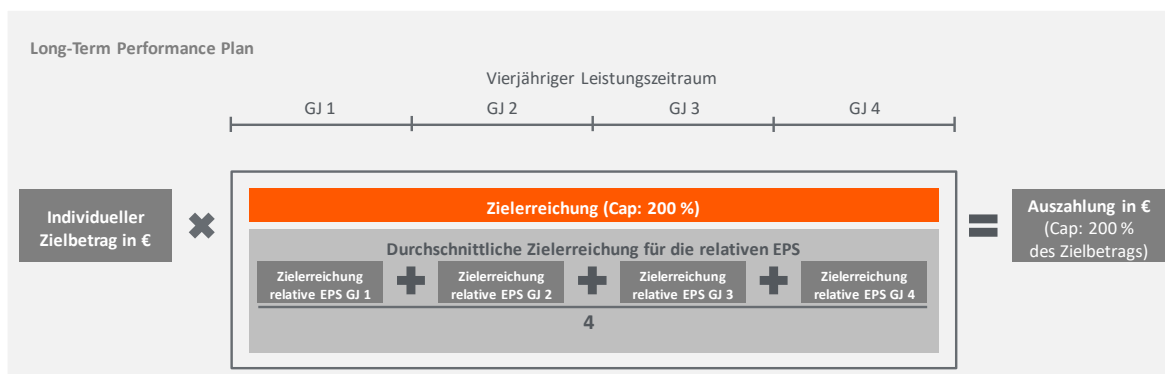 Long-Term Performance Plan
Vierjähriger Leistungszeitraum
GJ 1
GJ 2
GJ 3
GJ 4
Individueller
Zielbetrag in €
Zielerreichung (Cap: 200 %)
Durchschnittliche Zielerreichung für die relativen EPS
Zielerreichung
relative EPS GJ 1
Zielerreichung
relative EPS GJ 2
Zielerreichung
relative EPS GJ 3
Zielerreichung
relative EPS GJ 4
4
Auszahlung in €
(Cap: 200 %
des Zielbetrags)